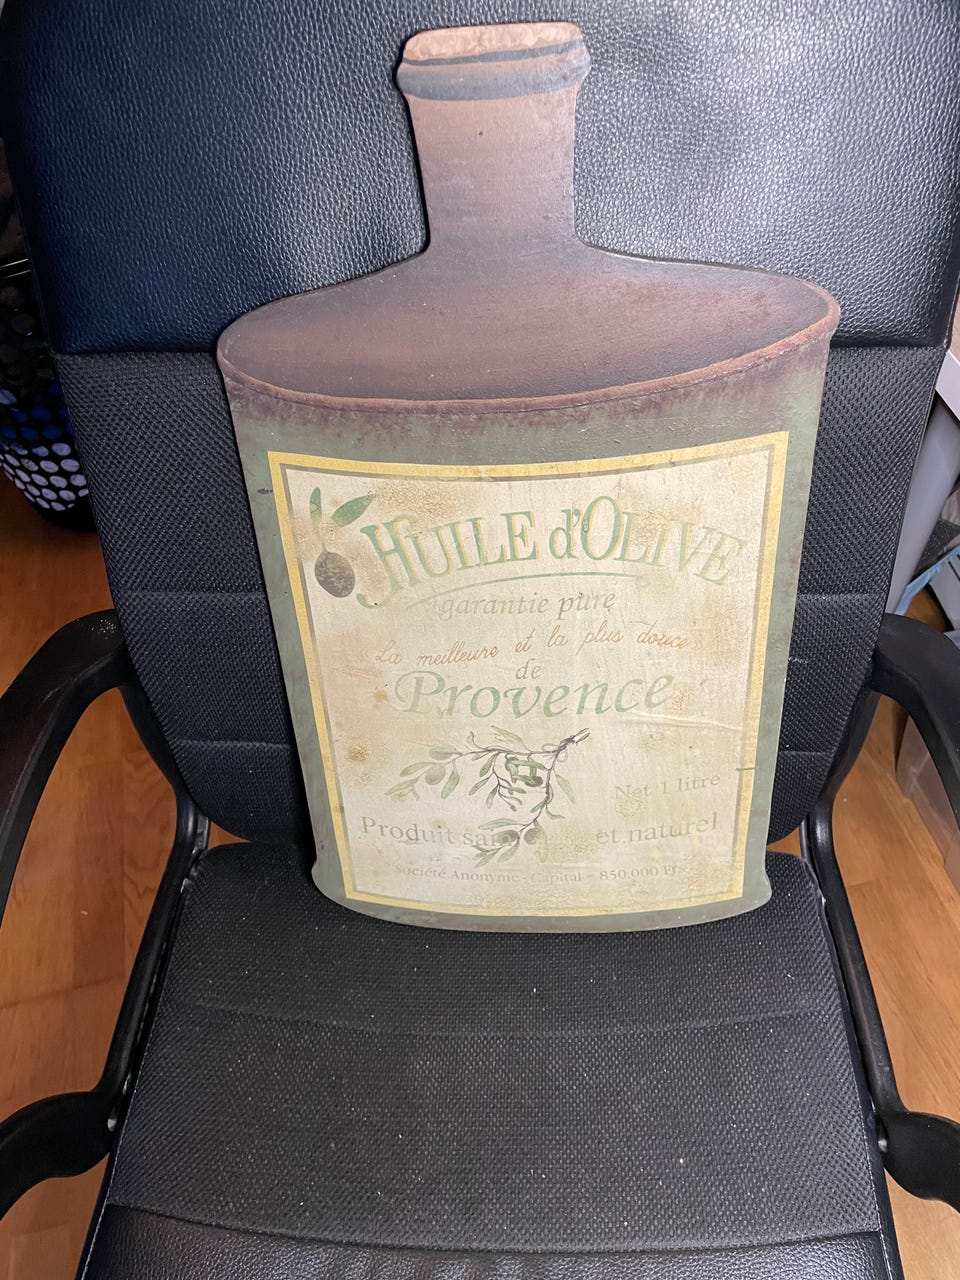 HUILE d'OLIVE
garantie pure
"La meilleure et la plus douce"
de
Provence
Net 1 litre
Produit sain et naturel
Société Anonyme - Capital = 850.000 Frs